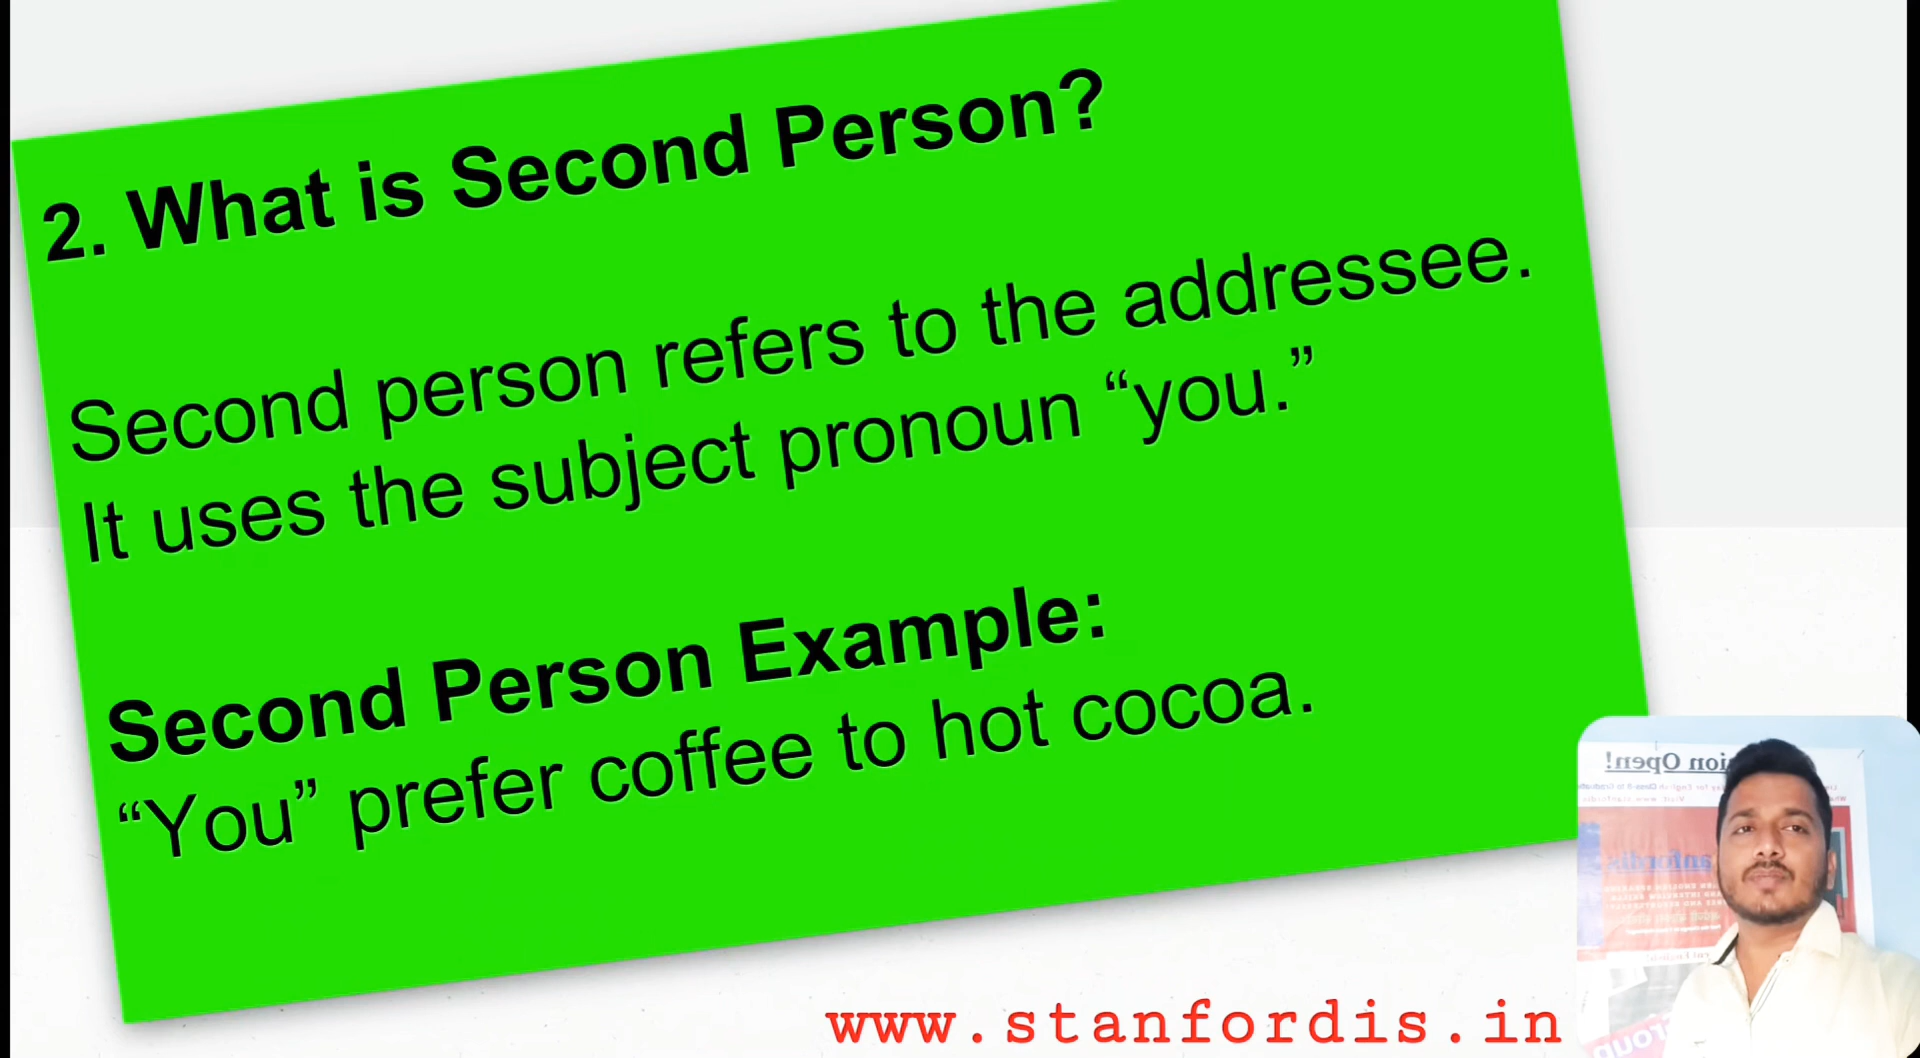 2. What is Second Person?
Second person refers to the addressee.
It uses the subject pronoun “you.”
Second Person Example:
“You” prefer coffee to hot cocoa.
www.stanfordis.in
Open!